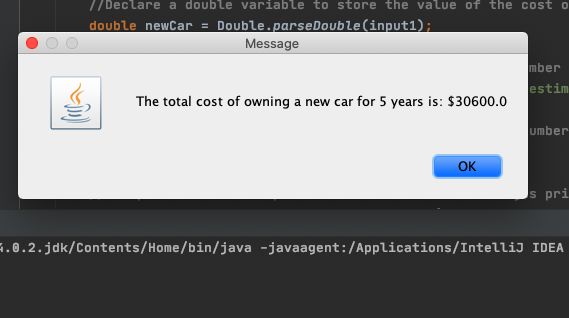 //Declare a double variable to store the value of the cost o
double newCar = Double.parseDouble(input1);
Message
mber
The total cost of owning a new car for 5 years is: $30600.0
estim
umber
OK
s pri
4.0.2.jdk/Contents/Home/bin/java -javaagent:/Applications/IntelliJ IDEA